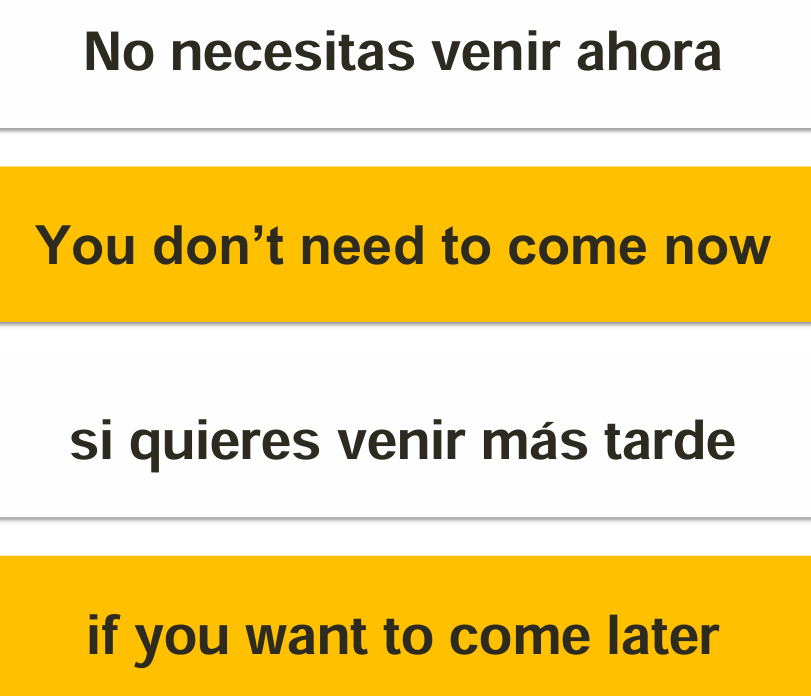 No necesitas venir ahora
You don’t need to come now
si quieres venir más tarde
if you want to come later